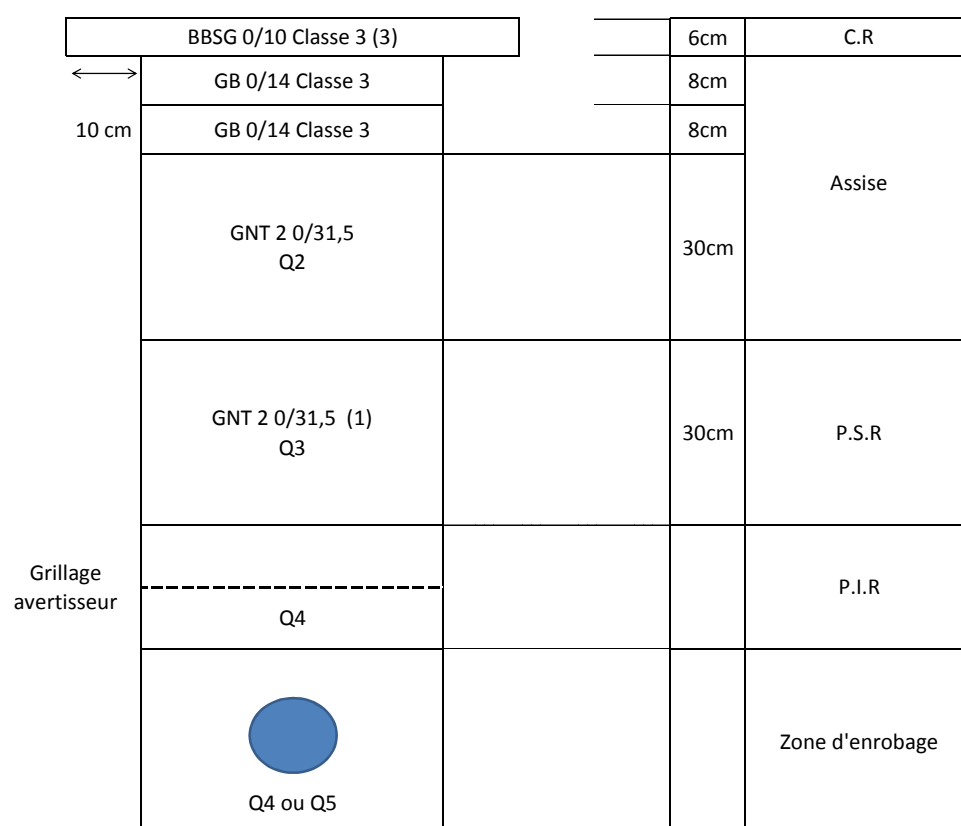 BBSG 0/10 Classe 3 (3) 6cm C.R
GB 0/14 Classe 3 8cm
10 cm GB 0/14 Classe 3 8cm
Assise
GNT 2 0/31,5
Q2
30cm
GNT 2 0/31,5 (1)
Q3
30cm P.S.R
Grillage
avertisseur
P.I.R
Q4
Zone d'enrobage
Q4 ou Q5